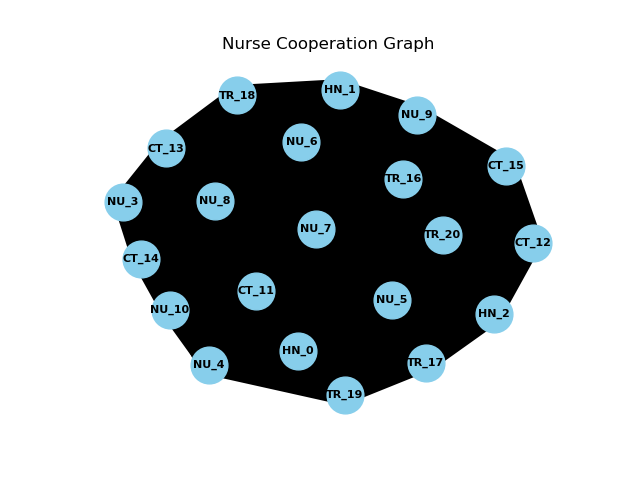 Nurse Cooperation Graph
HN_1
TR_18
NU_9
NU_6
CT_13
CT_15
TR_16
NU_8
NU_3
NU_7
TR_20
CT_12
CT_14
CT_11
NU_5
NU_10
HN_2
HN_0
TR_17
NU_4
TR_19